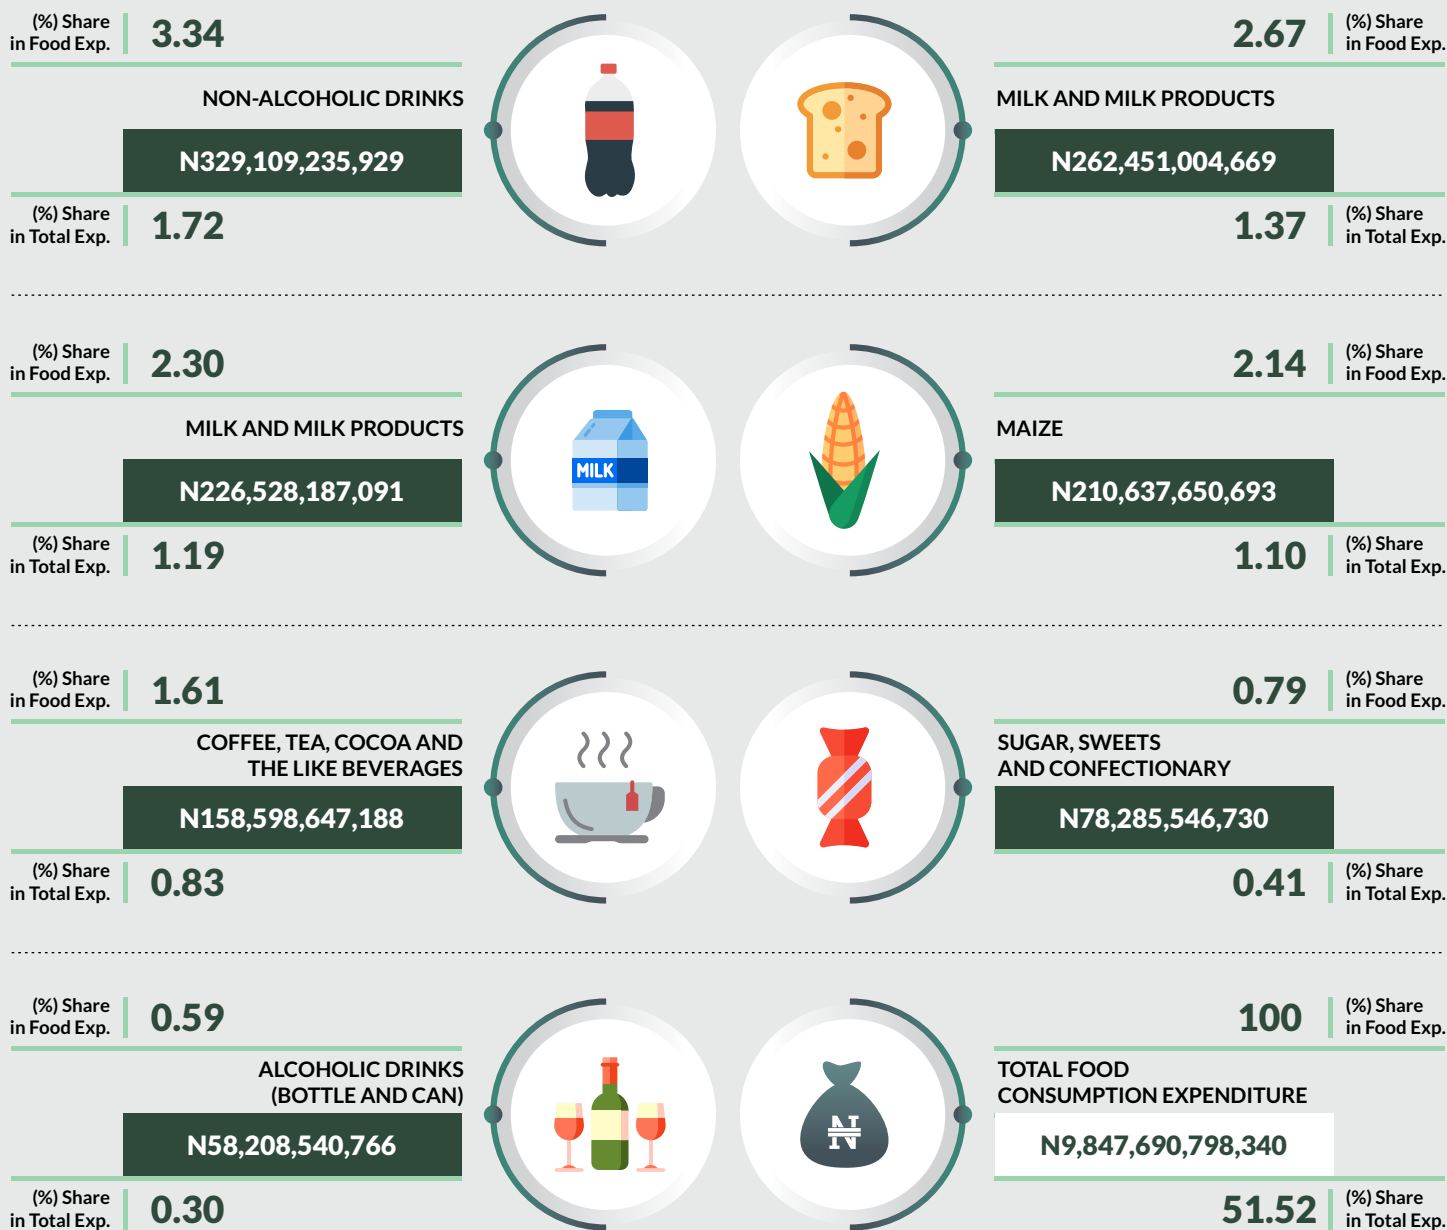 (%) Share
in Food Exp.
3.34
NON-ALCOHOLIC DRINKS
N329,109,235,929
(%) Share
in Total Exp.
1.72
2.67
(%) Share
in Food Exp.
MILK AND MILK PRODUCTS
N262,451,004,669
1.37
(%) Share
in Total Exp.
(%) Share
in Food Exp.
2.30
MILK AND MILK PRODUCTS
N226,528,187,091
(%) Share
in Total Exp.
1.19
MILK
2.14
(%) Share
in Food Exp.
MAIZE
N210,637,650,693
1.10
(%) Share
in Total Exp.
(%) Share
in Food Exp.
1.61
COFFEE, TEA, COCOA AND
THE LIKE BEVERAGES
N158,598,647,188
(%) Share
in Total Exp.
0.83
0.79
(%) Share
in Food Exp.
SUGAR, SWEETS
AND CONFECTIONARY
N78,285,546,730
0.41
(%) Share
in Total Exp.
(%) Share
in Food Exp.
0.59
ALCOHOLIC DRINKS
(BOTTLE AND CAN)
N58,208,540,766
(%) Share
in Total Exp.
0.30
₦
100
(%) Share
in Food Exp.
TOTAL FOOD
CONSUMPTION EXPENDITURE
N9,847,690,798,340
51.52
(%) Share
in Total Exp.